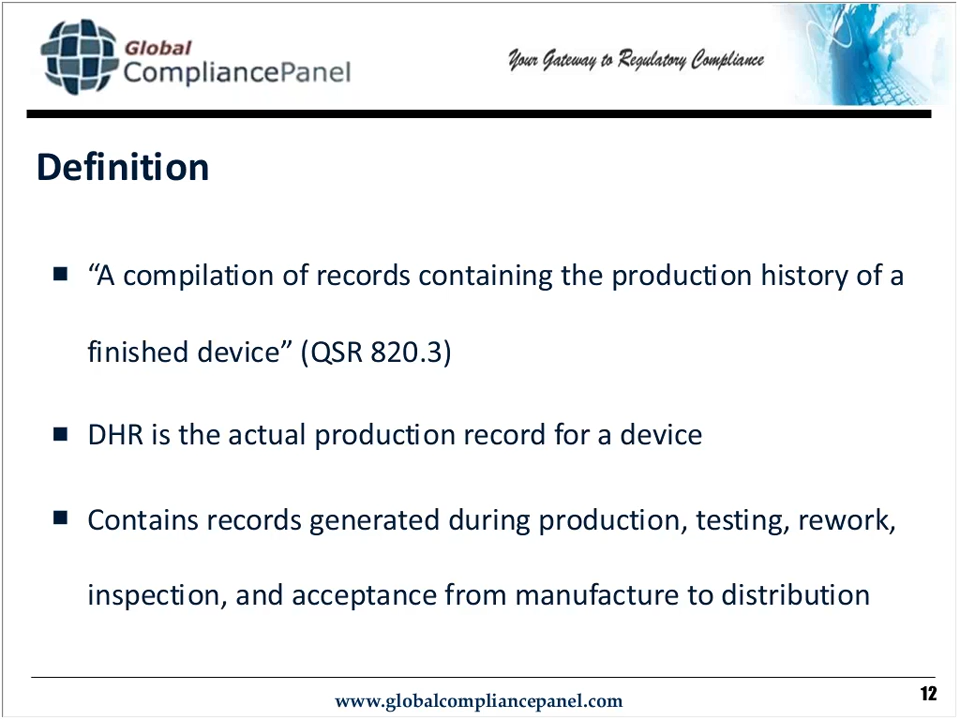 Global
CompliancePanel
Your Gateway to Regulatory Compliance
Definition
▪ “A compilation of records containing the production history of a
finished device” (QSR 820.3)
▪ DHR is the actual production record for a device
▪ Contains records generated during production, testing, rework,
inspection, and acceptance from manufacture to distribution
www.globalcompliancepanel.com
12